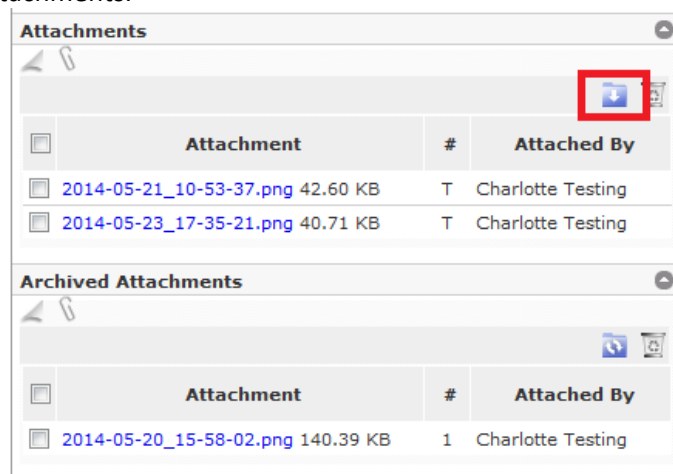 Attachments
Attachment # Attached By
2014-05-21_10-53-37.png 42.60 KB T Charlotte Testing
2014-05-23_17-35-21.png 40.71 KB T Charlotte Testing
Archived Attachments
Attachment # Attached By
2014-05-20_15-58-02.png 140.39 KB 1 Charlotte Testing